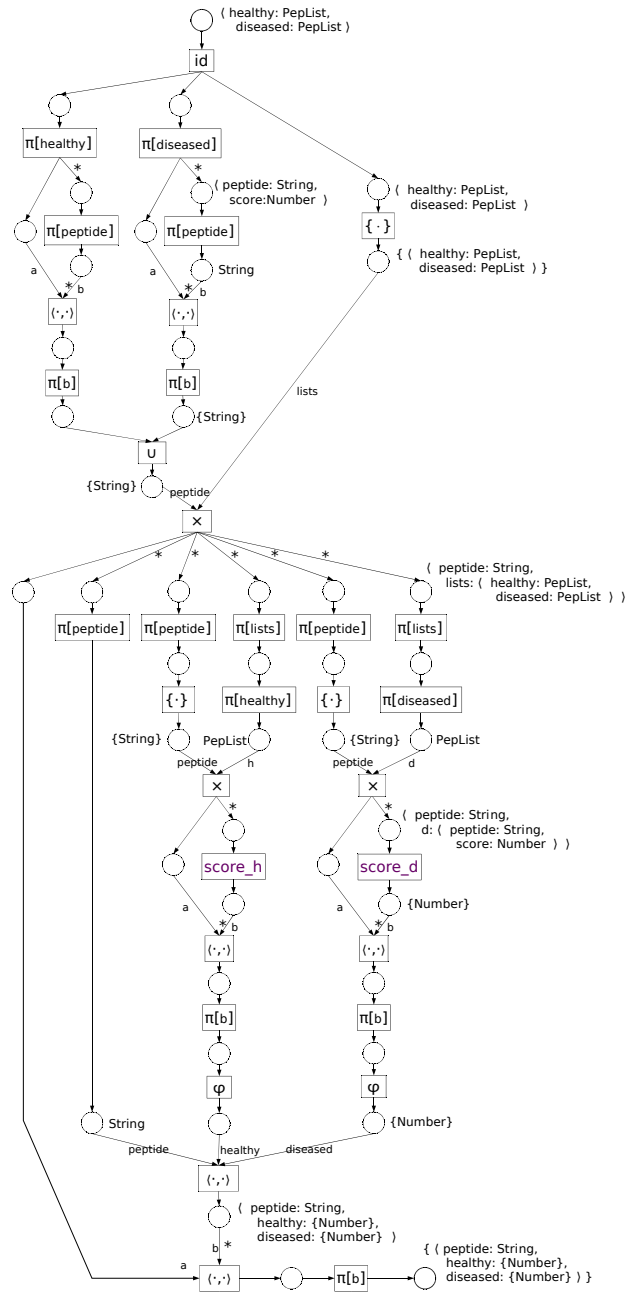 ⟨ healthy: PepList,
diseased: PepList ⟩
id
π[healthy]
π[diseased]
*
*
⟨ peptide: String,
score:Number ⟩
⟨ healthy: PepList,
diseased: PepList ⟩
π[peptide]
π[peptide]
{ · }
a
* b
a
* b
String
{ ⟨ healthy: PepList,
diseased: PepList ⟩ }
⟨·,·⟩
⟨·,·⟩
π[b]
π[b]
lists
{String}
∪
{String}
peptide
×
*
*
*
*
*
⟨ peptide: String,
lists: ⟨ healthy: PepList,
diseased: PepList ⟩ ⟩
π[peptide]
π[peptide]
π[lists]
π[peptide]
π[lists]
{·}
π[healthy]
{·}
π[diseased]
{String}
PepList
{String}
PepList
peptide
h
peptide
d
×
×
*
*
⟨ peptide: String,
d: ⟨ peptide: String,
score: Number ⟩ ⟩
score_h
score_d
a
* b
a
* b
{Number}
⟨·,·⟩
⟨·,·⟩
π[b]
π[b]
φ
φ
String
{Number}
peptide
healthy
diseased
⟨·,·⟩
⟨ peptide: String,
healthy: {Number},
diseased: {Number} ⟩
b *
a
⟨·,·⟩
π[b]
{ ⟨ peptide: String,
healthy: {Number},
diseased: {Number} ⟩ }